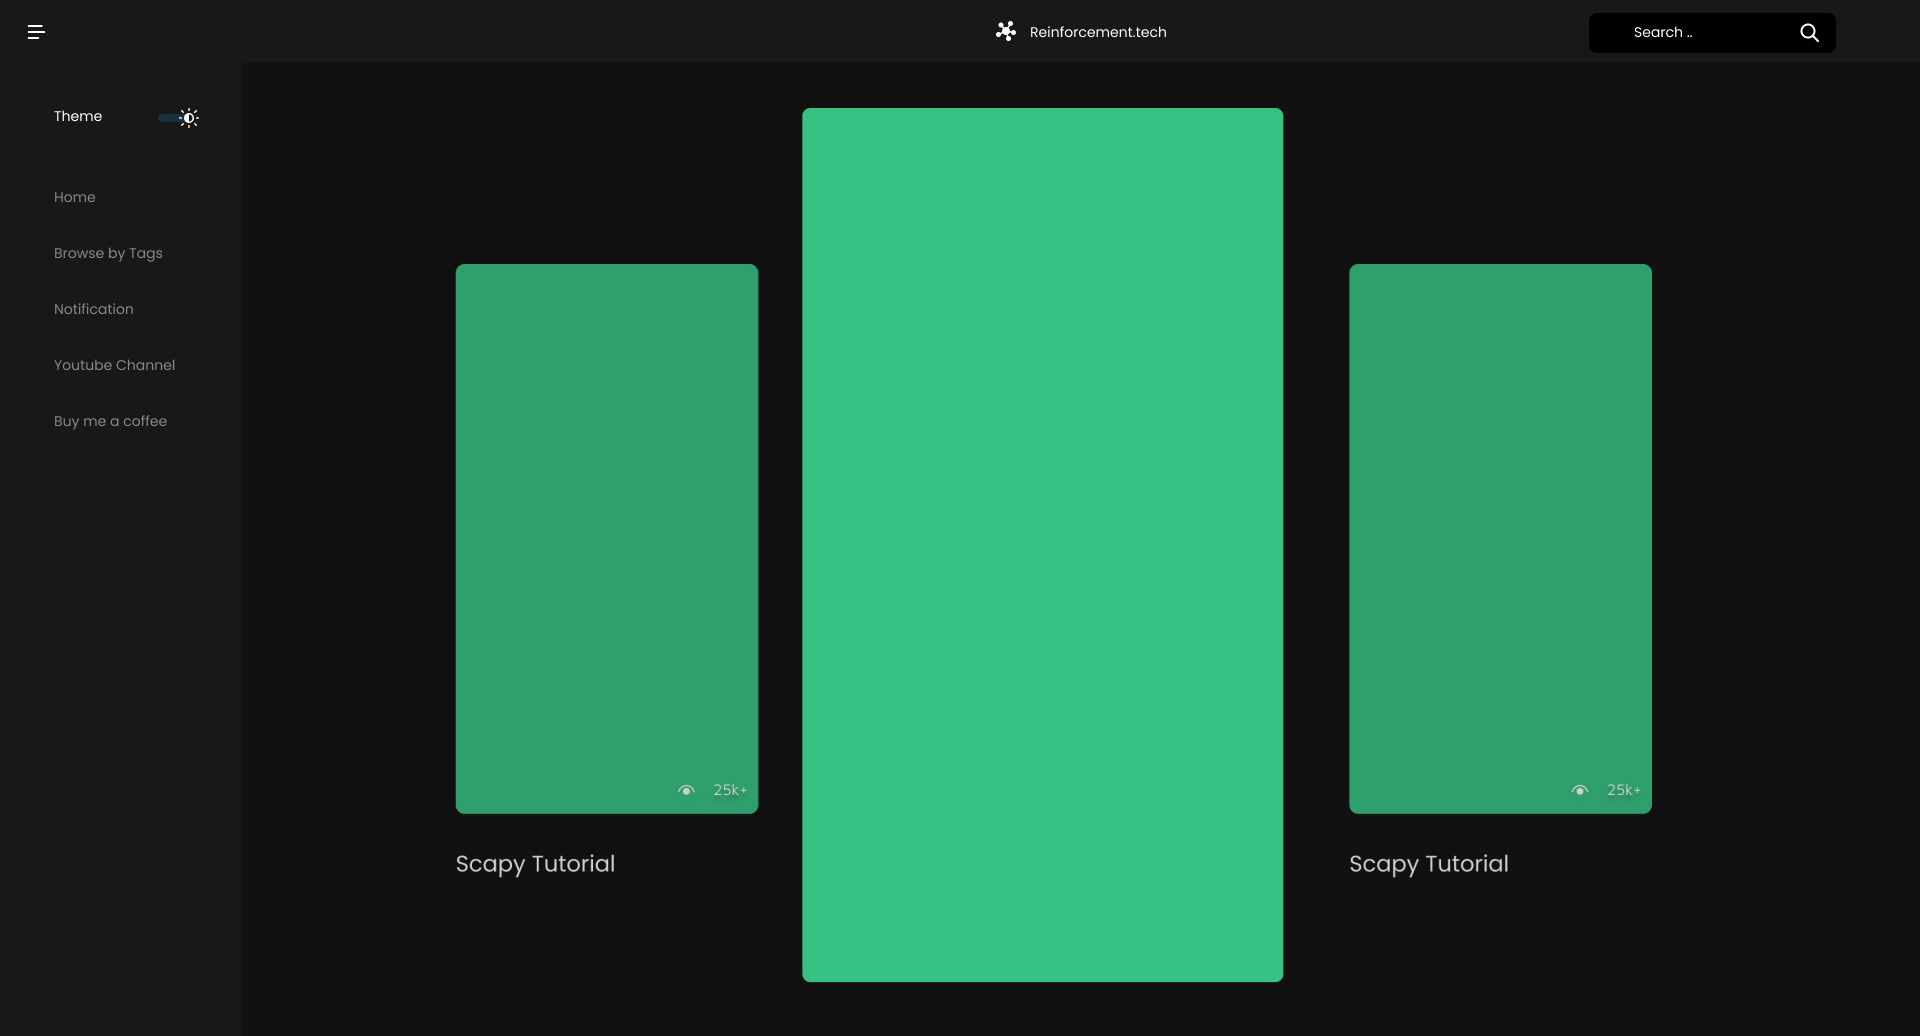 Reinforcement.tech
Search ..
Theme
Home
Browse by Tags
Notification
Youtube Channel
Buy me a coffee
25k+
Scapy Tutorial
25k+
Scapy Tutorial